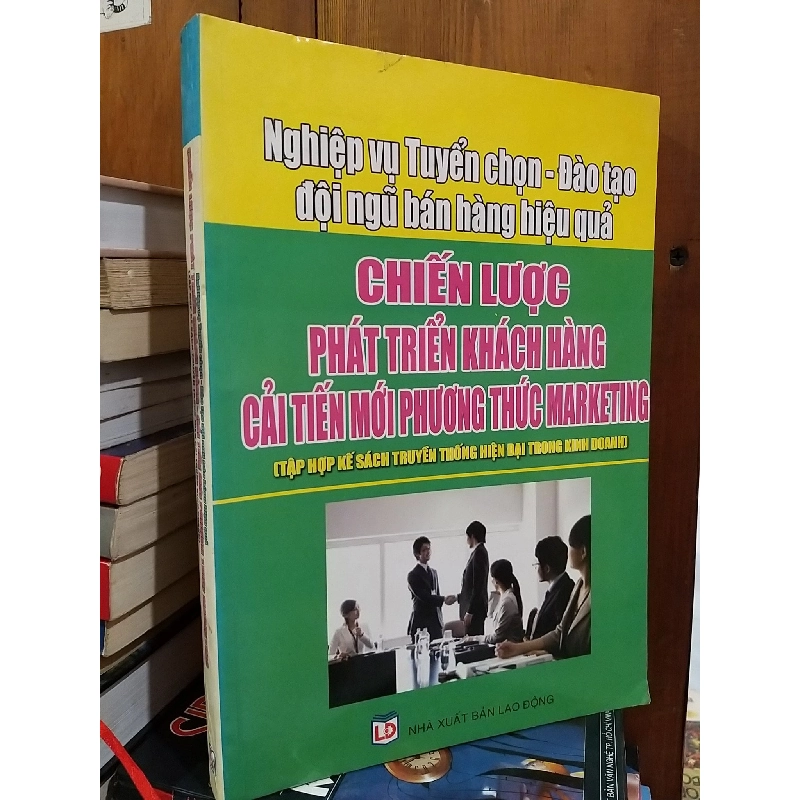 Nghiệp vụ Tuyển chọn - Đào tạo
đội ngũ bán hàng hiệu quả
CHIẾN LƯỢC
PHÁT TRIỂN KHÁCH HÀNG
CẢI TIẾN MỚI PHƯƠNG THỨC MARKETING
(TẬP HỢP KẾ SÁCH TRUYỀN THỐNG HIỆN ĐẠI TRONG KINH DOANH)
LĐ
NHÀ XUẤT BẢN LAO ĐỘNG